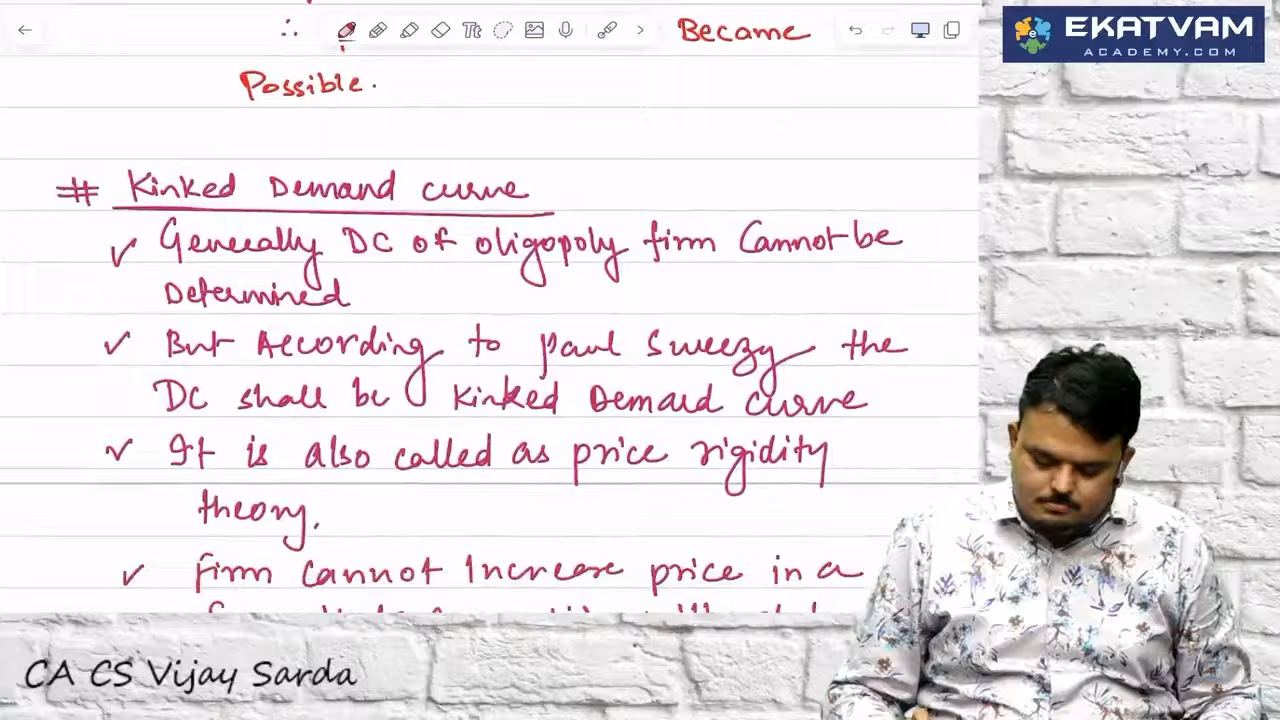 ∴ Became
Possible.
EKATVAM
ACADEMY.COM
# Kinked Demand curve
✓ Generally DC of oligopoly firm Cannot be
Determined
✓ But According to Paul Sweezy the
DC shall be Kinked Demand curve
✓ It is also called as price rigidity
theory.
✓ firm cannot Increase price in a
CA CS Vijay Sarda